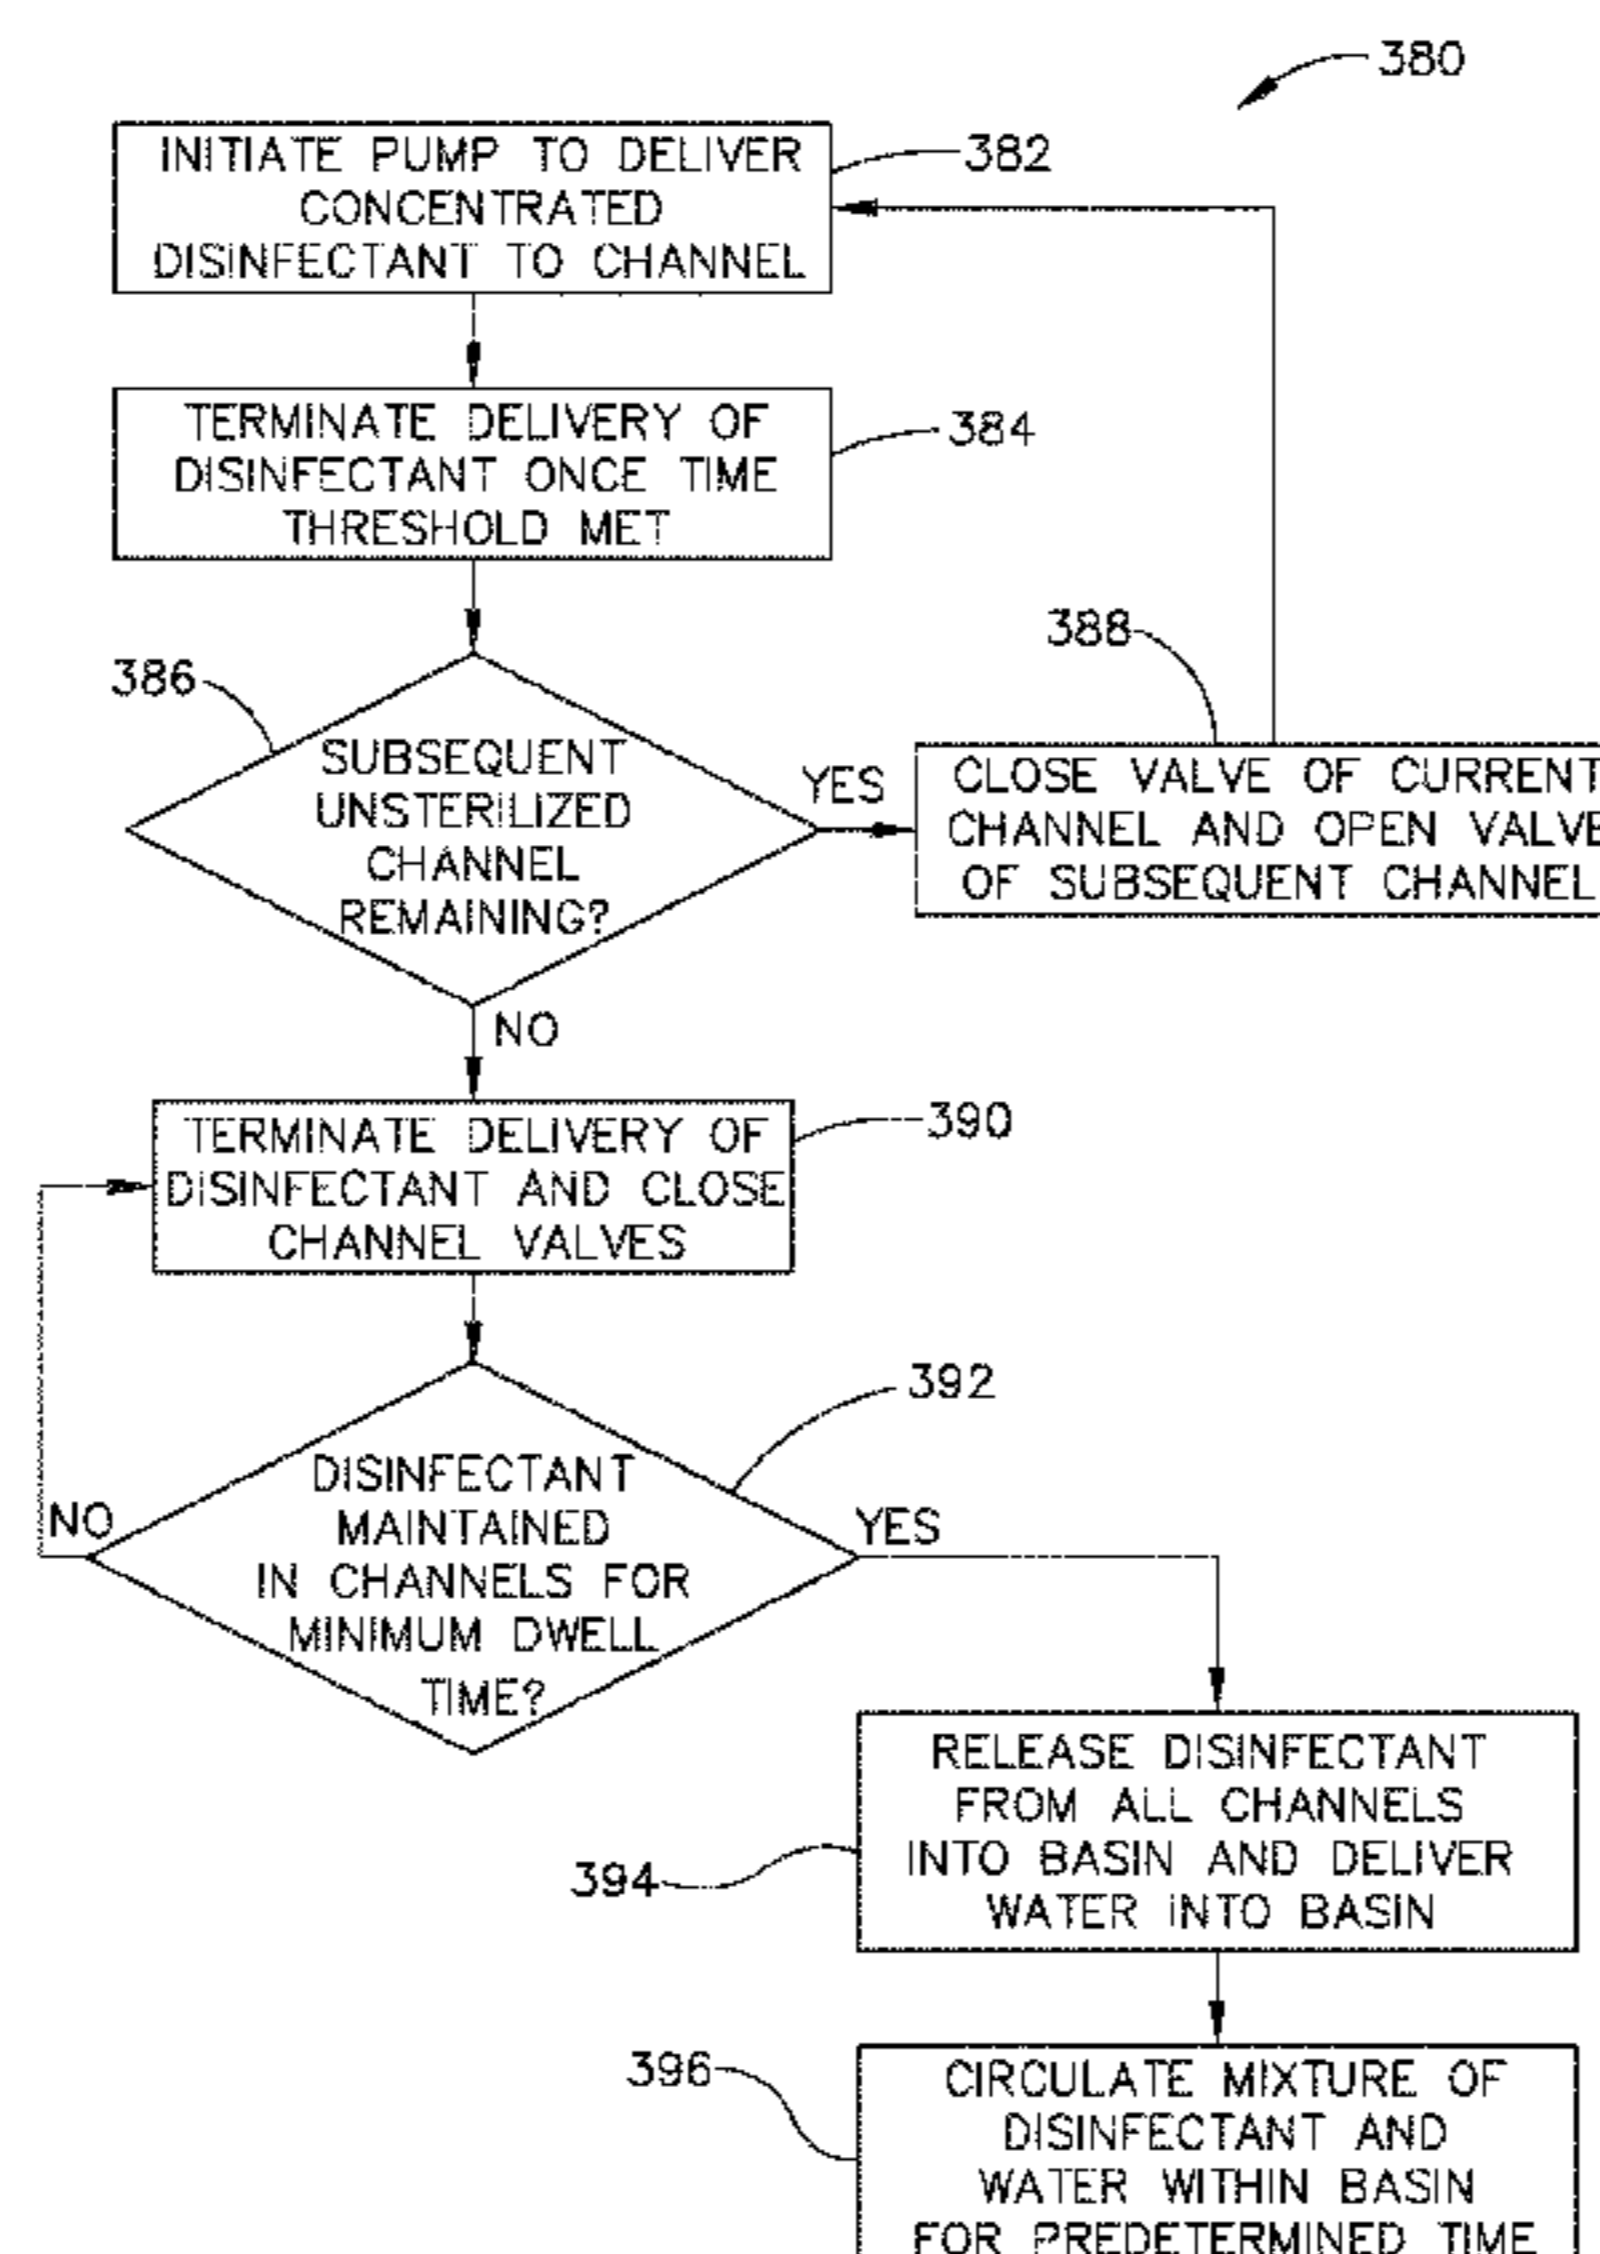 380
INITIATE PUMP TO DELIVER
CONCENTRATED
DISINFECTANT TO CHANNEL
382
TERMINATE DELIVERY OF
DISINFECTANT ONCE TIME
THRESHOLD MET
384
386
SUBSEQUENT
UNSTERILIZED
CHANNEL
REMAINING?
YES
388
CLOSE VALVE OF CURRENT
CHANNEL AND OPEN VALVE
OF SUBSEQUENT CHANNEL
NO
TERMINATE DELIVERY OF
DISINFECTANT AND CLOSE
CHANNEL VALVES
390
392
DISINFECTANT
MAINTAINED
IN CHANNELS FOR
MINIMUM DWELL
TIME?
NO
YES
RELEASE DISINFECTANT
FROM ALL CHANNELS
INTO BASIN AND DELIVER
WATER INTO BASIN
394
396
CIRCULATE MIXTURE OF
DISINFECTANT AND
WATER WITHIN BASIN
FOR PREDETERMINED TIME